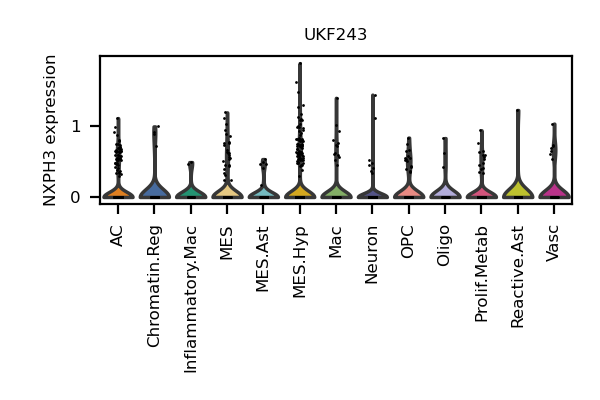 UKF243
NXPH3 expression
1
0
AC
Chromatin.Reg
Inflammatory.Mac
MES
MES.Ast
MES.Hyp
Mac
Neuron
OPC
Oligo
Prolif.Metab
Reactive.Ast
Vasc